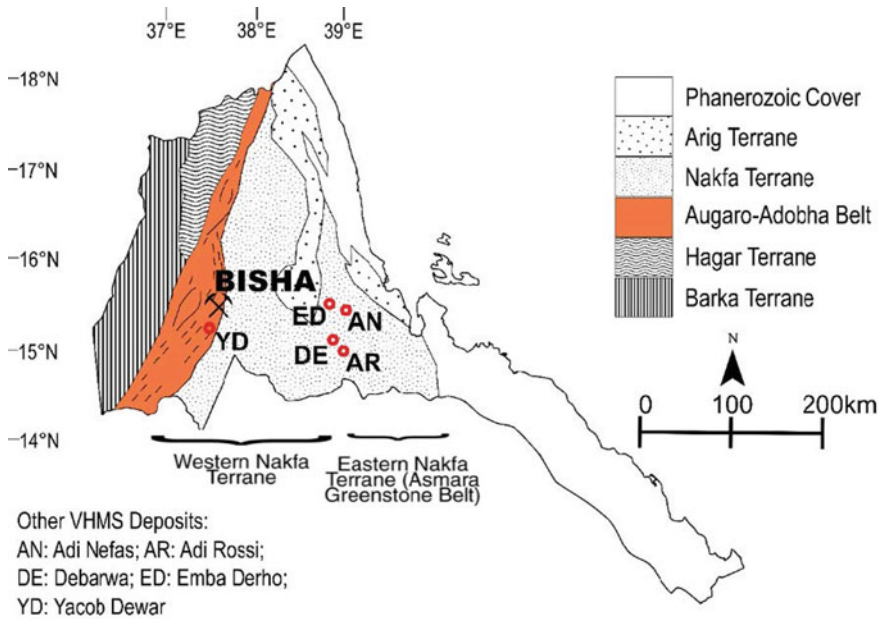 37°E 38°E 39°E
18°N
17°N
16°N
15°N
14°N
Phanerozoic Cover
Arig Terrane
Nakfa Terrane
Augaro-Adobha Belt
Hagar Terrane
Barka Terrane
BISHA
ED
AN
YD
DE
AR
N
0 100 200km
Western Nakfa
Terrane
Eastern Nakfa
Terrane (Asmara
Greenstone Belt)
Other VHMS Deposits:
AN: Adi Nefas; AR: Adi Rossi;
DE: Debarwa; ED: Emba Derho;
YD: Yacob Dewar